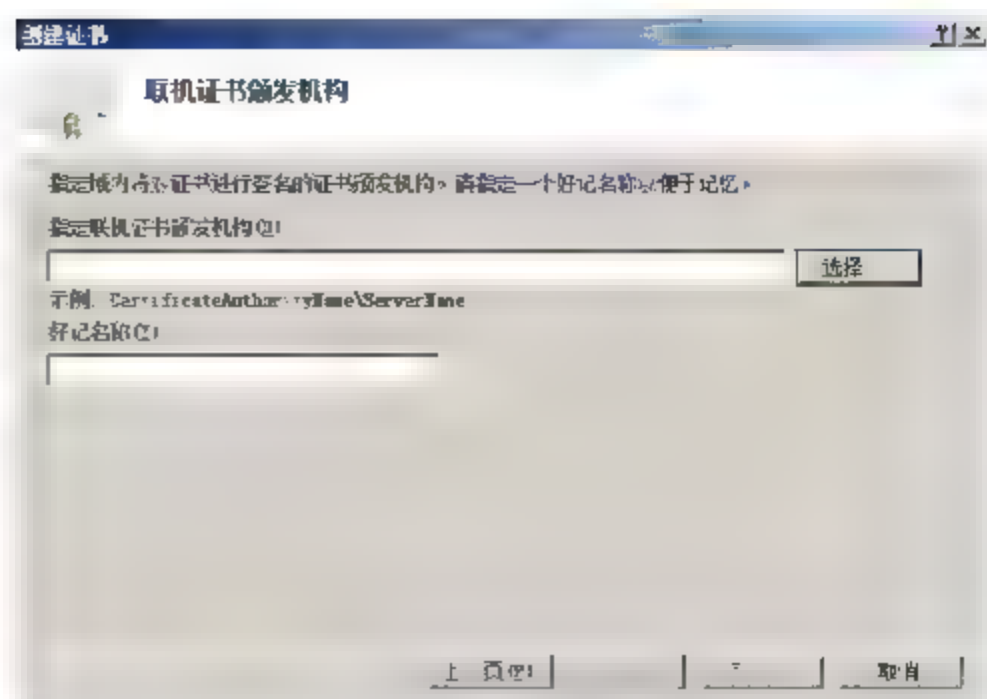 创建证书
联机证书颁发机构
指定域内将对证书进行签名的证书颁发机构。请指定一个好记名称以便于记忆。
指定联机证书颁发机构
选择
示例: CertificateAuthorityName\ServerName
好记名称(Y)
上一页(P)
取消